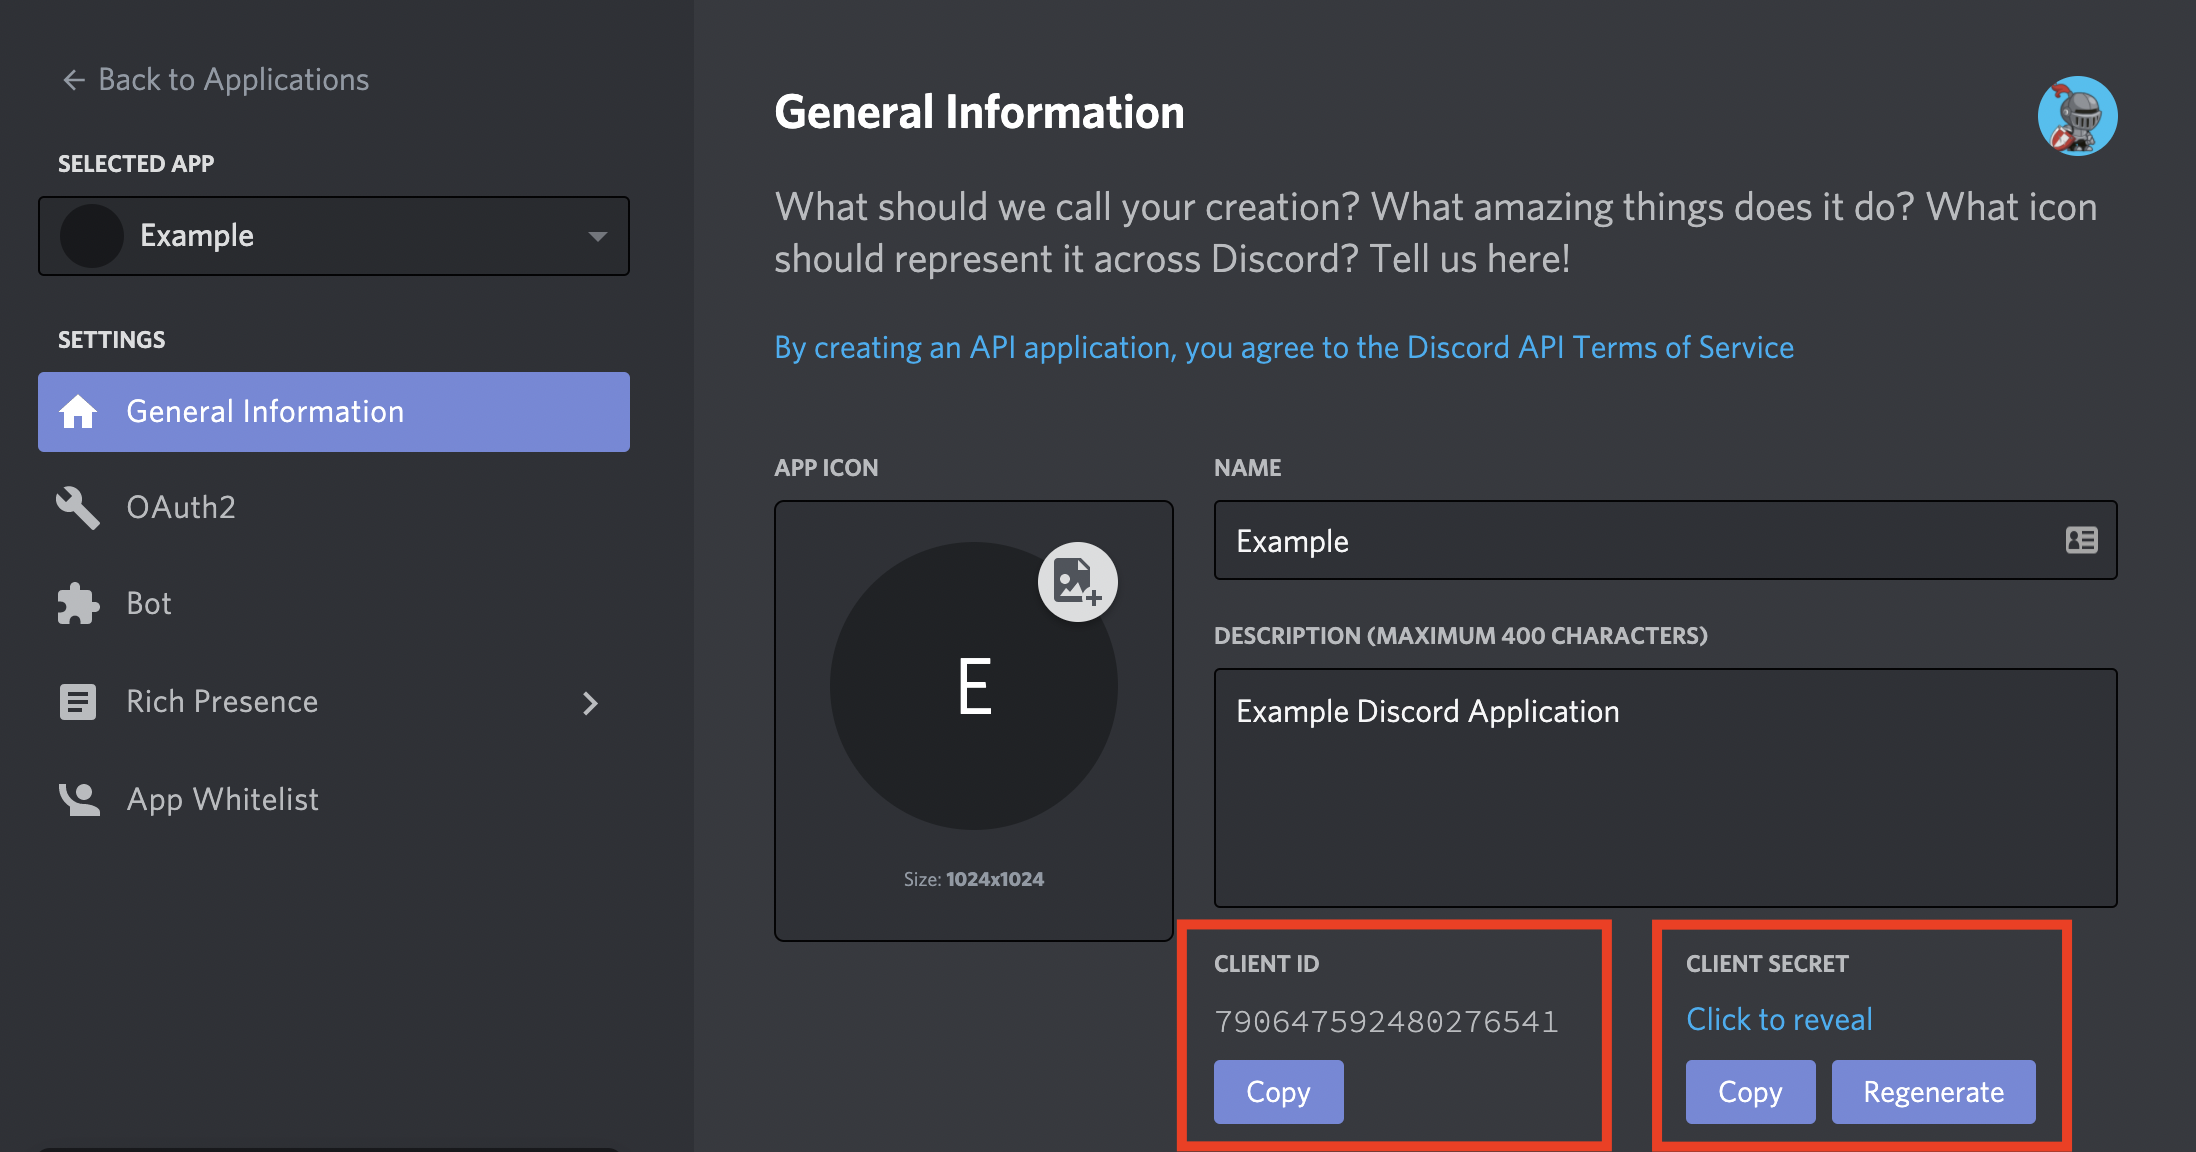 Back to Applications
SELECTED APP
Example
SETTINGS
General Information
OAuth2
Bot
Rich Presence
App Whitelist
General Information
What should we call your creation? What amazing things does it do? What icon
should represent it across Discord? Tell us here!
By creating an API application, you agree to the Discord API Terms of Service
APP ICON
E
Size: 1024x1024
NAME
Example
DESCRIPTION (MAXIMUM 400 CHARACTERS)
Example Discord Application
CLIENT ID
790647592480276541
Copy
CLIENT SECRET
Click to reveal
Copy
Regenerate